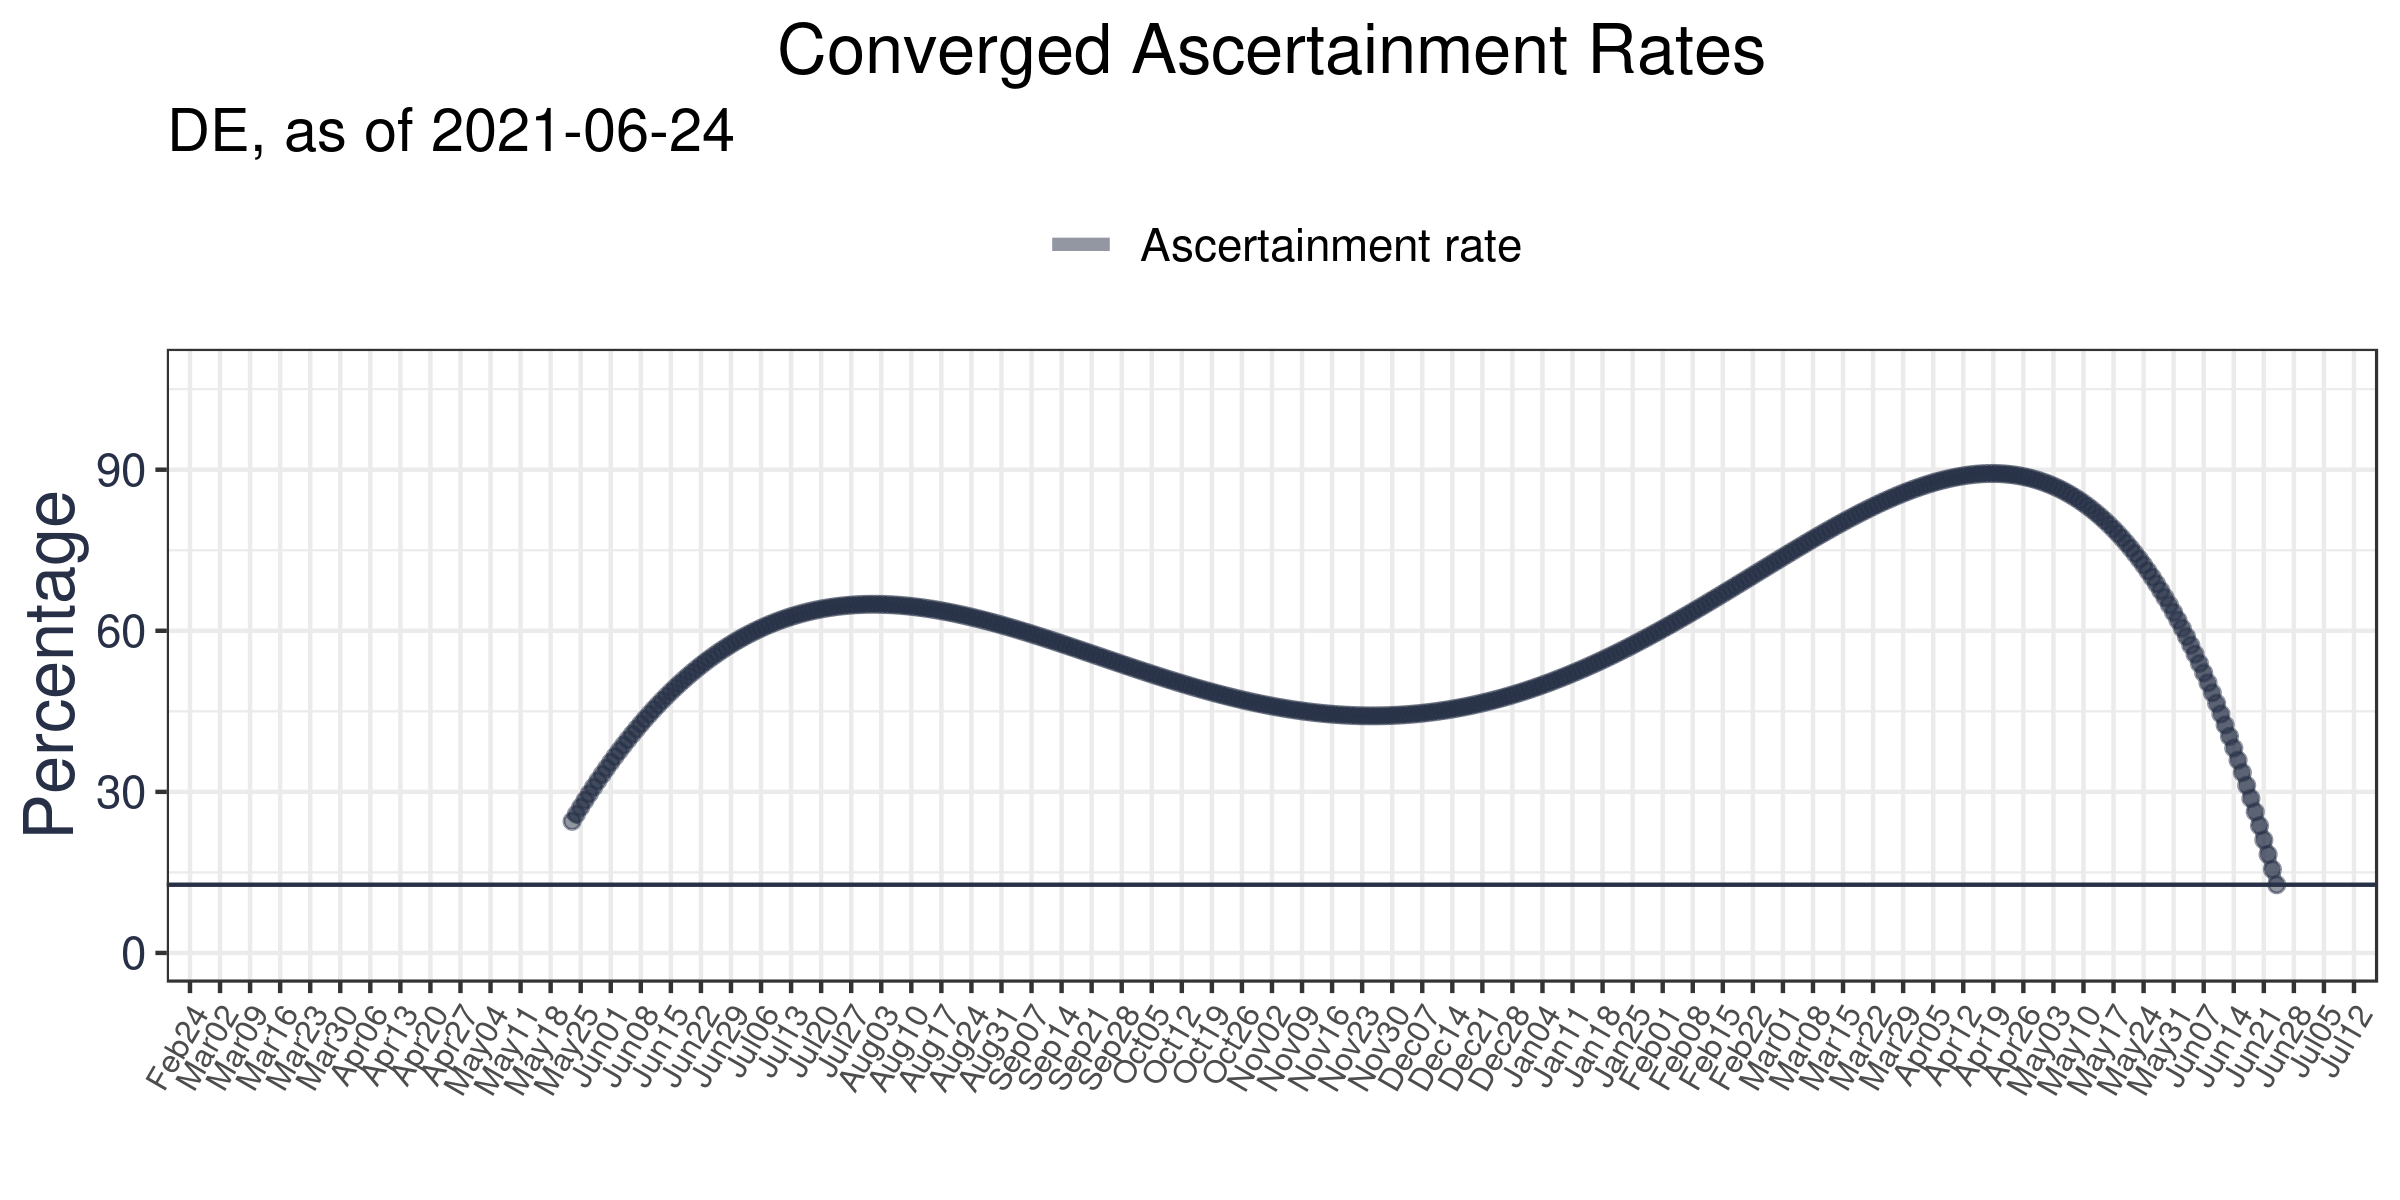 Converged Ascertainment Rates
DE, as of 2021-06-24
Ascertainment rate
Percentage
90
60
30
0
Feb24 Mar02 Mar09 Mar16 Mar23 Mar30 Apr06 Apr13 Apr20 Apr27 May04 May11 May18 May25 Jun01 Jun08 Jun15 Jun22 Jun29 Jul06 Jul13 Jul20 Jul27 Aug03 Aug10 Aug17 Aug24 Aug31 Sep07 Sep14 Sep21 Sep28 Oct05 Oct12 Oct19 Oct26 Nov02 Nov09 Nov16 Nov23 Nov30 Dec07 Dec14 Dec21 Dec28 Jan04 Jan11 Jan18 Jan25 Feb01 Feb08 Feb15 Feb22 Mar01 Mar08 Mar15 Mar22 Mar29 Apr05 Apr12 Apr19 Apr26 May03 May10 May17 May24 May31 Jun07 Jun14 Jun21 Jun28 Jul05 Jul12